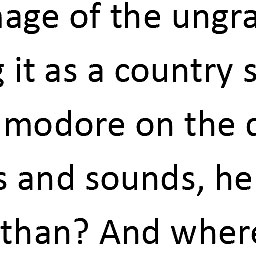 nage of the ungra
g it as a country s
modore on the c
s and sounds, he
than? And where